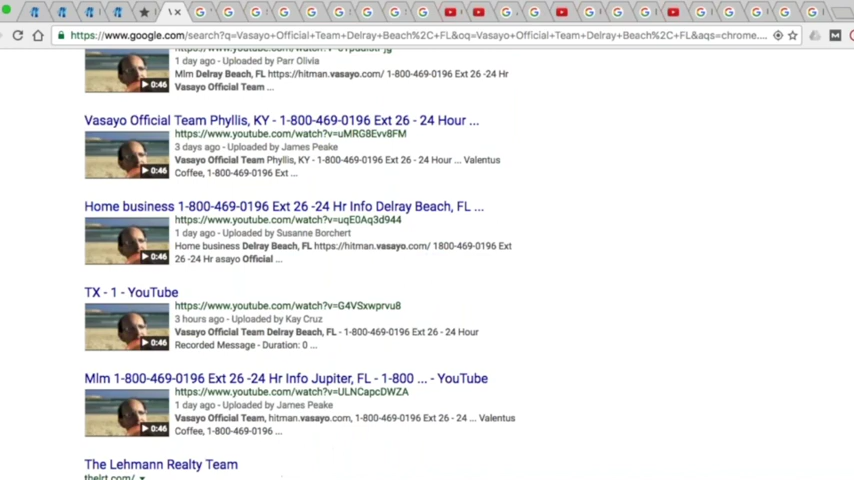 https://www.google.com/search?q=Vasayo+Official+Team+Delray+Beach%2C+FL&oq=Vasayo+Official+Team+Delray+Beach%2C+FL&aqs=chrome....
1 day ago - Uploaded by Parr Olivia
Mlm Delray Beach, FL https://hitman.vasayo.com/ 1-800-469-0196 Ext 26 -24 Hr
Vasayo Official Team ...
0:46
Vasayo Official Team Phyllis, KY - 1-800-469-0196 Ext 26 - 24 Hour ...
https://www.youtube.com/watch?v=uMRG8Evv8FM
3 days ago - Uploaded by James Peake
Vasayo Official Team Phyllis, KY - 1-800-469-0196 Ext 26 - 24 Hour ... Valentus
Coffee, 1-800-469-0196 Ext ...
0:46
Home business 1-800-469-0196 Ext 26 -24 Hr Info Delray Beach, FL ...
https://www.youtube.com/watch?v=uqE0Aq3d944
1 day ago - Uploaded by Susanne Borchert
Home business Delray Beach, FL https://hitman.vasayo.com/ 1800-469-0196 Ext
26 -24 Hr asayo Official ...
0:46
TX - 1 - YouTube
https://www.youtube.com/watch?v=G4VSxwprvu8
3 hours ago - Uploaded by Kay Cruz
Vasayo Official Team Delray Beach, FL - 1-800-469-0196 Ext 26 - 24 Hour
Recorded Message - Duration: 0 ...
0:46
Mlm 1-800-469-0196 Ext 26 -24 Hr Info Jupiter, FL - 1-800 ... - YouTube
https://www.youtube.com/watch?v=ULNCapcDWZA
1 day ago - Uploaded by James Peake
Vasayo Official Team, hitman.vasayo.com, 1-800-469-0196 Ext 26 - 24 ... Valentus
Coffee, 1-800-469-0196 ...
0:46
The Lehmann Realty Team